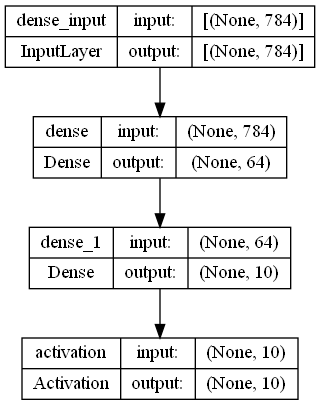 dense_input input: [(None, 784)]
InputLayer output: [(None, 784)]
dense input: (None, 784)
Dense output: (None, 64)
dense_1 input: (None, 64)
Dense output: (None, 10)
activation input: (None, 10)
Activation output: (None, 10)